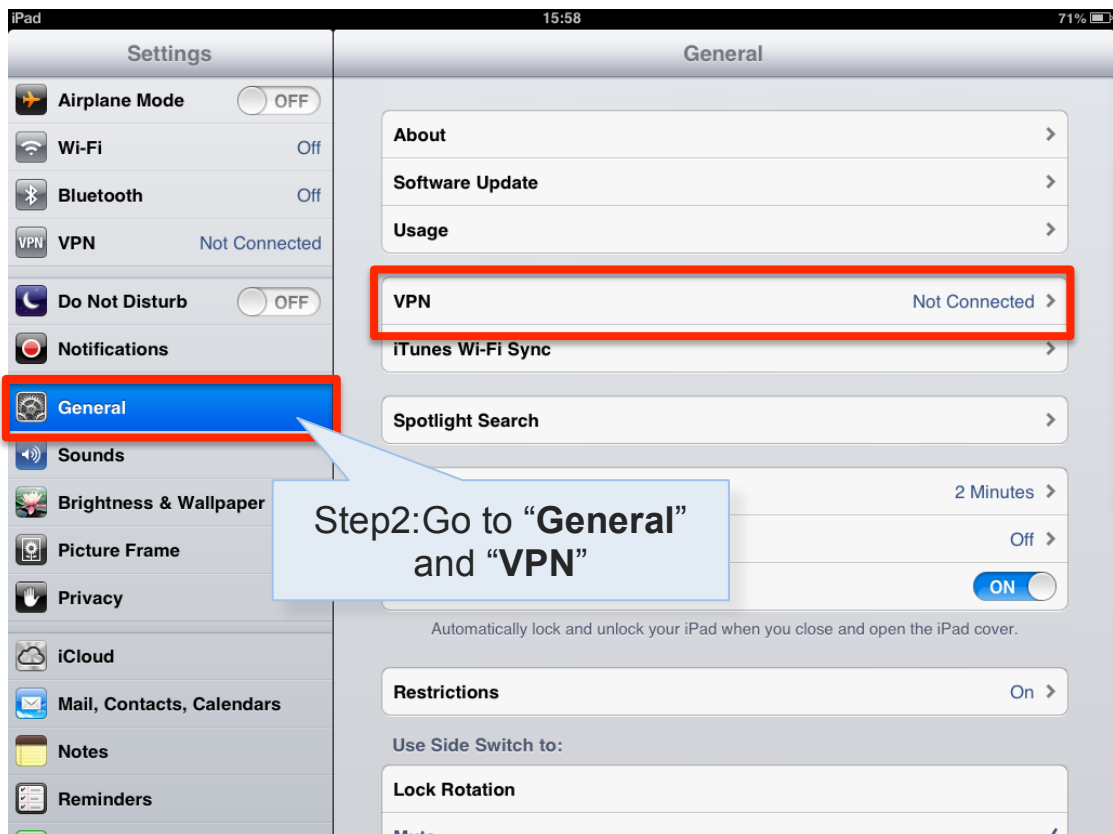 iPad 15:58 71%
Settings
Airplane Mode OFF
Wi-Fi Off
Bluetooth Off
VPN VPN Not Connected
Do Not Disturb OFF
Notifications
General
Sounds
Brightness & Wallpaper
Picture Frame
Privacy
iCloud
Mail, Contacts, Calendars
Notes
Reminders
General
About
Software Update
Usage
VPN Not Connected
iTunes Wi-Fi Sync
Spotlight Search
2 Minutes
Off
ON
Automatically lock and unlock your iPad when you close and open the iPad cover.
Restrictions On
Use Side Switch to:
Lock Rotation
Step2:Go to “General”
and “VPN”